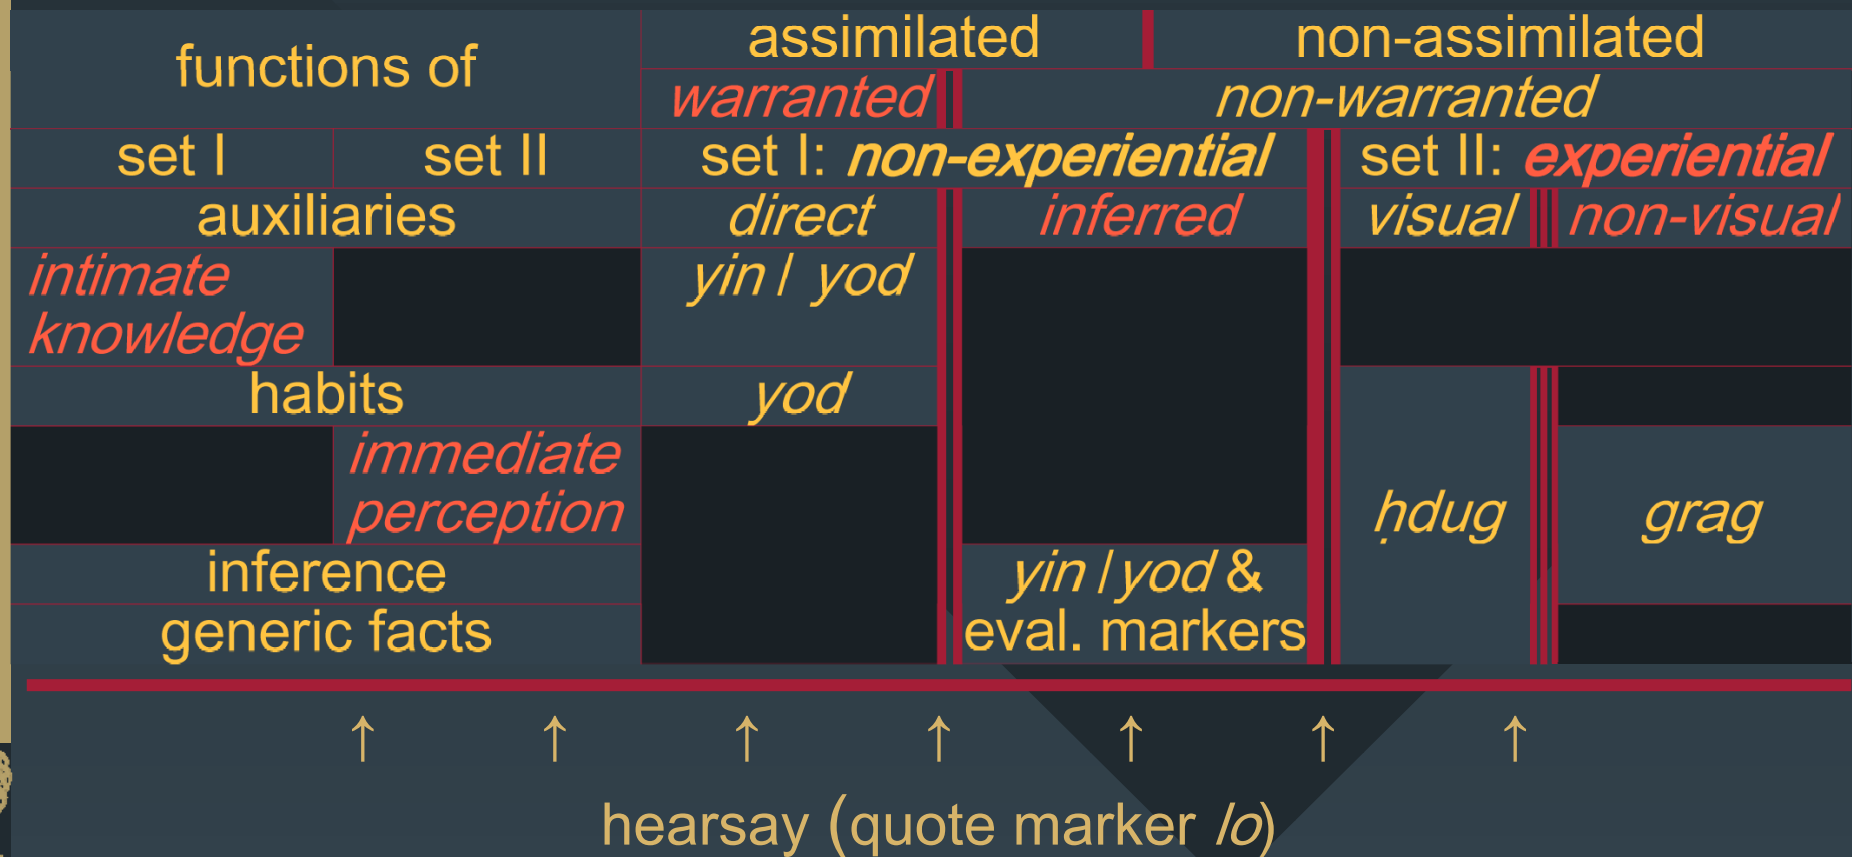 functions of
assimilated
non-assimilated
warranted
non-warranted
set I
set II
set I: non-experiential
set II: experiential
auxiliaries
direct
inferred
visual
non-visual
intimate
knowledge
yin / yod
habits
yod
immediate
perception
ḥdug
grag
inference
generic facts
yin /yod &
eval. markers
↑ ↑ ↑ ↑ ↑ ↑ ↑
hearsay (quote marker lo)